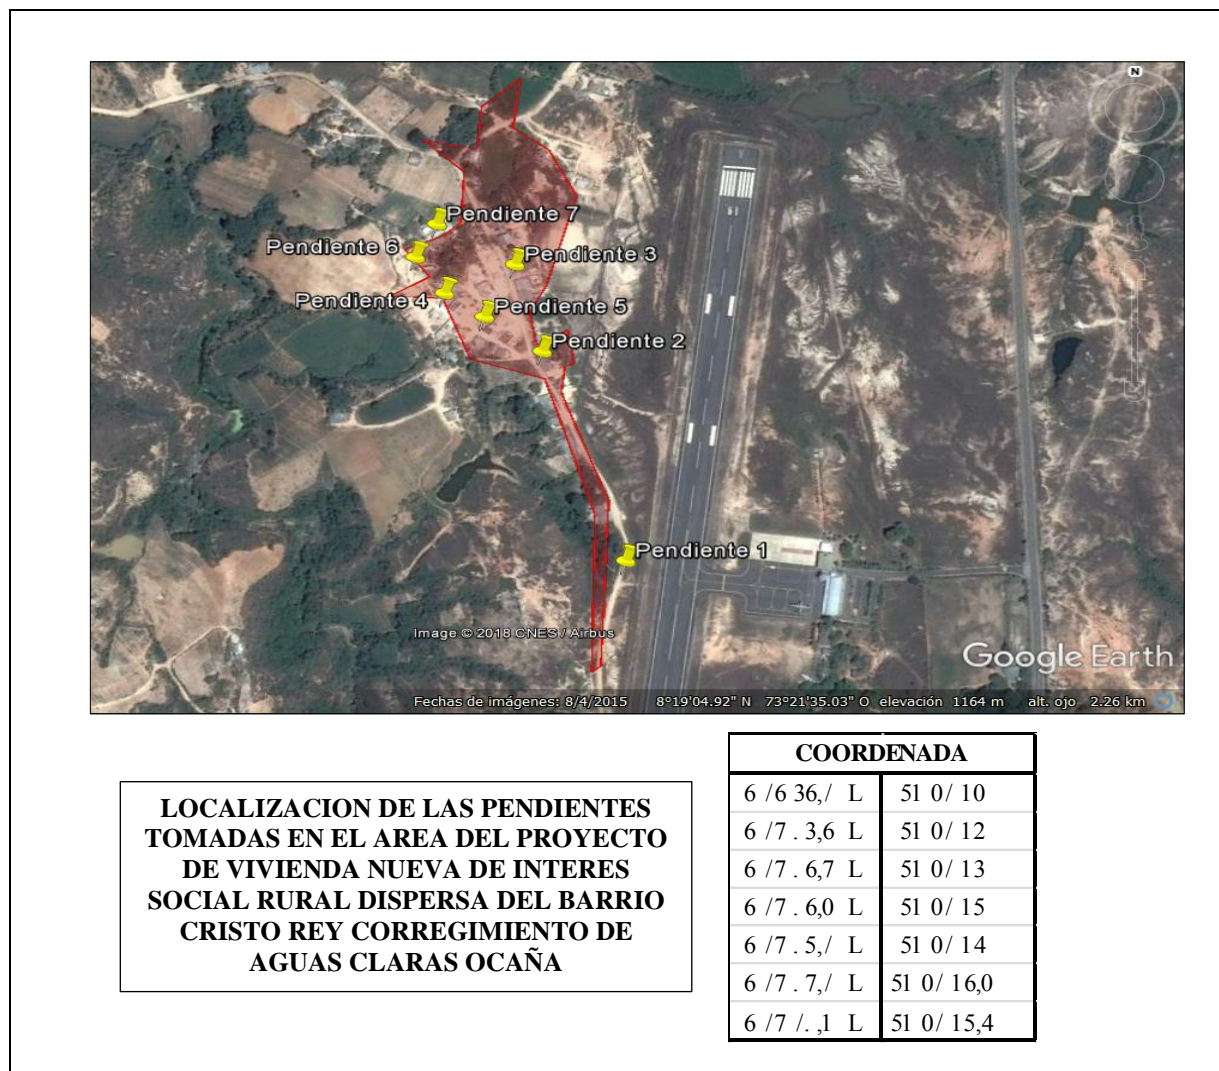 N
Pendiente 7
Pendiente 6
Pendiente 3
Pendiente 4
Pendiente 5
Pendiente 2
Pendiente 1
Image © 2018 CNES / Airbus
Google Earth
Fechas de imágenes: 8/4/2015 8°19'04.92" N 73°21'35.03" O elevación 1164 m alt. ojo 2.26 km
LOCALIZACION DE LAS PENDIENTES
TOMADAS EN EL AREA DEL PROYECTO
DE VIVIENDA NUEVA DE INTERES
SOCIAL RURAL DISPERSA DEL BARRIO
CRISTO REY CORREGIMIENTO DE
AGUAS CLARAS OCAÑA
COORDENADA
6 /6 36,/ L 51 0/ 10
6 /7 . 3,6 L 51 0/ 12
6 /7 . 6,7 L 51 0/ 13
6 /7 . 6,0 L 51 0/ 15
6 /7 . 5,/ L 51 0/ 14
6 /7 . 7,/ L 51 0/ 16,0
6 /7 /. ,1 L 51 0/ 15,4